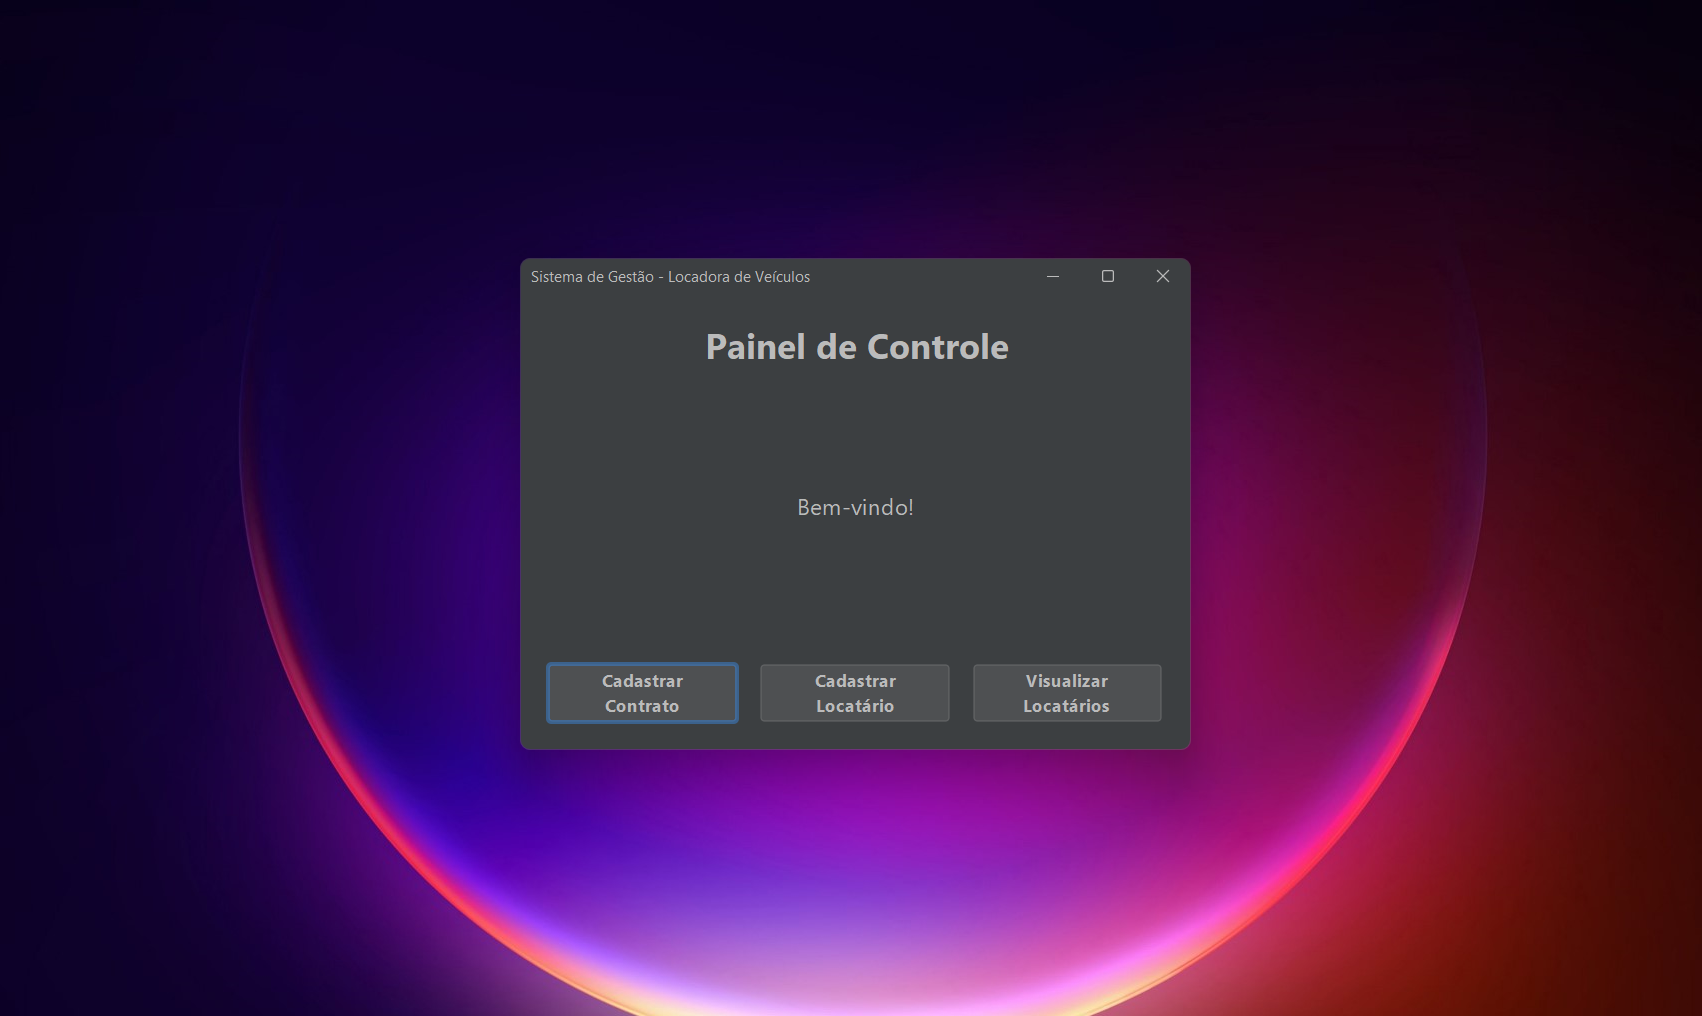 Sistema de Gestão - Locadora de Veículos
Painel de Controle
Bem-vindo!
Cadastrar
Contrato
Cadastrar
Locatário
Visualizar
Locatários